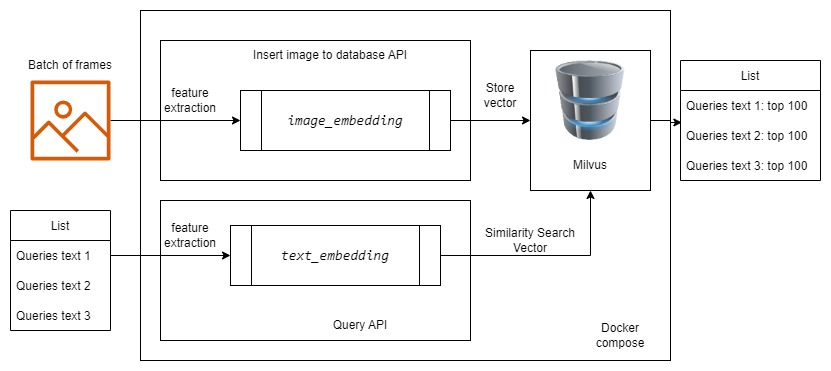 Insert image to database API
Batch of frames
feature
extraction
image_embedding
Store
vector
Milvus
List
Queries text 1: top 100
Queries text 2: top 100
Queries text 3: top 100
List
Queries text 1
Queries text 2
Queries text 3
feature
extraction
text_embedding
Similarity Search
Vector
Query API
Docker
compose